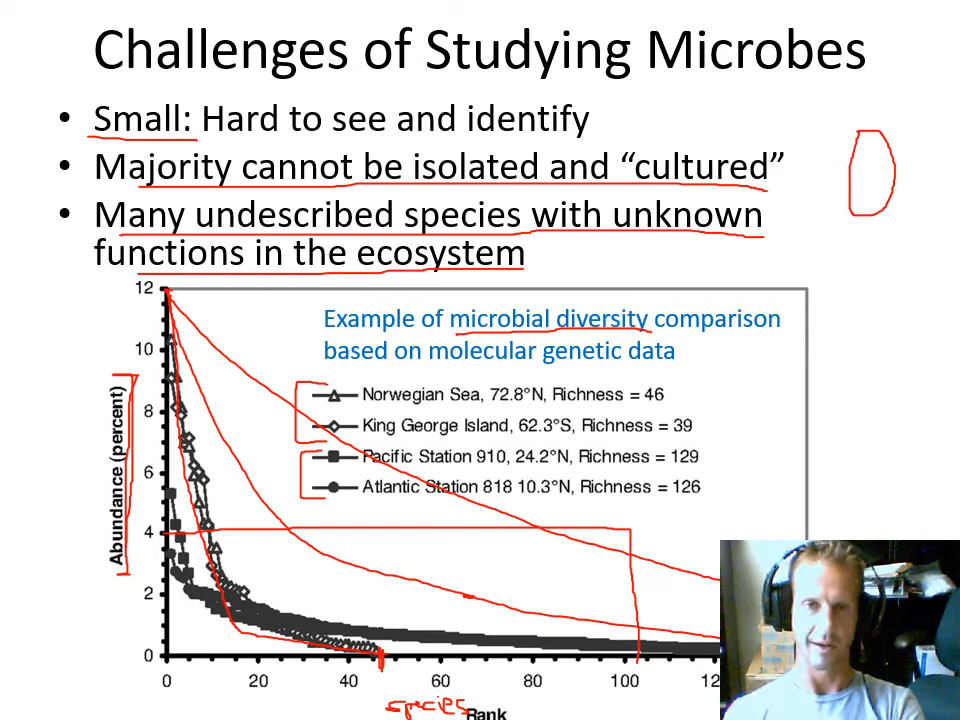 Challenges of Studying Microbes
• Small: Hard to see and identify
• Majority cannot be isolated and “cultured”
• Many undescribed species with unknown
functions in the ecosystem
Example of microbial diversity comparison
based on molecular genetic data
Norwegian Sea, 72.8°N, Richness = 46
King George Island, 62.3°S, Richness = 39
Pacific Station 910, 24.2°N, Richness = 129
Atlantic Station 818 10.3°N, Richness = 126
Abundance (percent)
12
10
8
6
4
2
0
0 20 40 60 80 100
species
Rank